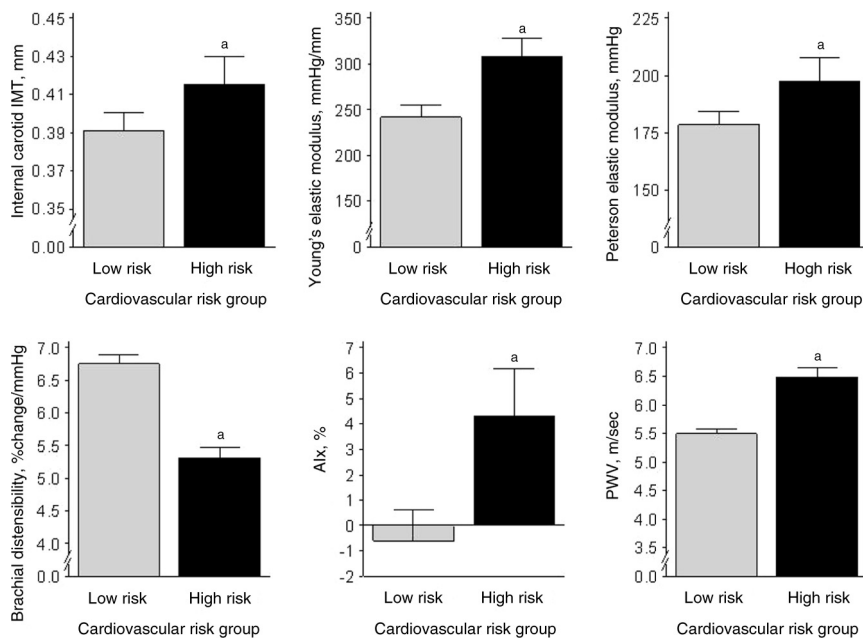 Internal carotid IMT, mm
0.45
0.43
0.41
0.39
0.37
0.35
0.00
a
Low risk High risk
Cardiovascular risk group
Young's elastic modulus, mmHg/mm
350
300
250
200
150
0
a
Low risk High risk
Cardiovascular risk group
Peterson elastic modulus, mmHg
225
200
175
150
0
a
Low risk Hogh risk
Cardiovascular risk group
Brachial distensibility, %change/mmHg
7.0
6.5
6.0
5.5
5.0
4.5
4.0
0.0
a
Low risk High risk
Cardiovascular risk group
AIx, %
7
6
5
4
3
2
1
0
-1
-2
a
Low risk High risk
Cardiovascular risk group
PWV, m/sec
7.0
6.5
6.0
5.5
5.0
4.5
4.0
3.5
0.0
a
Low risk High risk
Cardiovascular risk group